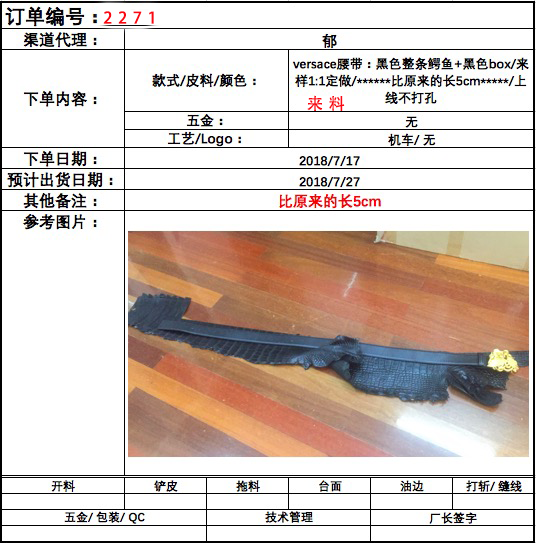 订单编号：2271
渠道代理： 郁
下单内容： 款式/皮料/颜色： versace腰带：黑色整条鳄鱼+黑色box/来
样1:1定做/******比原来的长5cm*****/上
线不打孔
来料
五金： 无
工艺/Logo： 机车/ 无
下单日期： 2018/7/17
预计出货日期： 2018/7/27
其他备注： 比原来的长5cm
参考图片：
开料 铲皮 拖料 台面 油边 打斩/ 缝线
五金/ 包装/ QC 技术管理 厂长签字